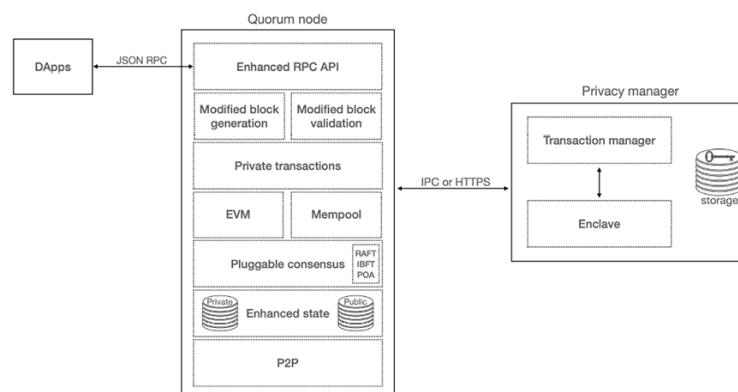 Quorum node
DApps
JSON RPC
Enhanced RPC API
Modified block
generation
Modified block
validation
Private transactions
EVM
Mempool
Pluggable consensus
RAFT
IBFT
POA
Private
Enhanced state
Public
P2P
IPC or HTTPS
Privacy manager
Transaction manager
Enclave
storage